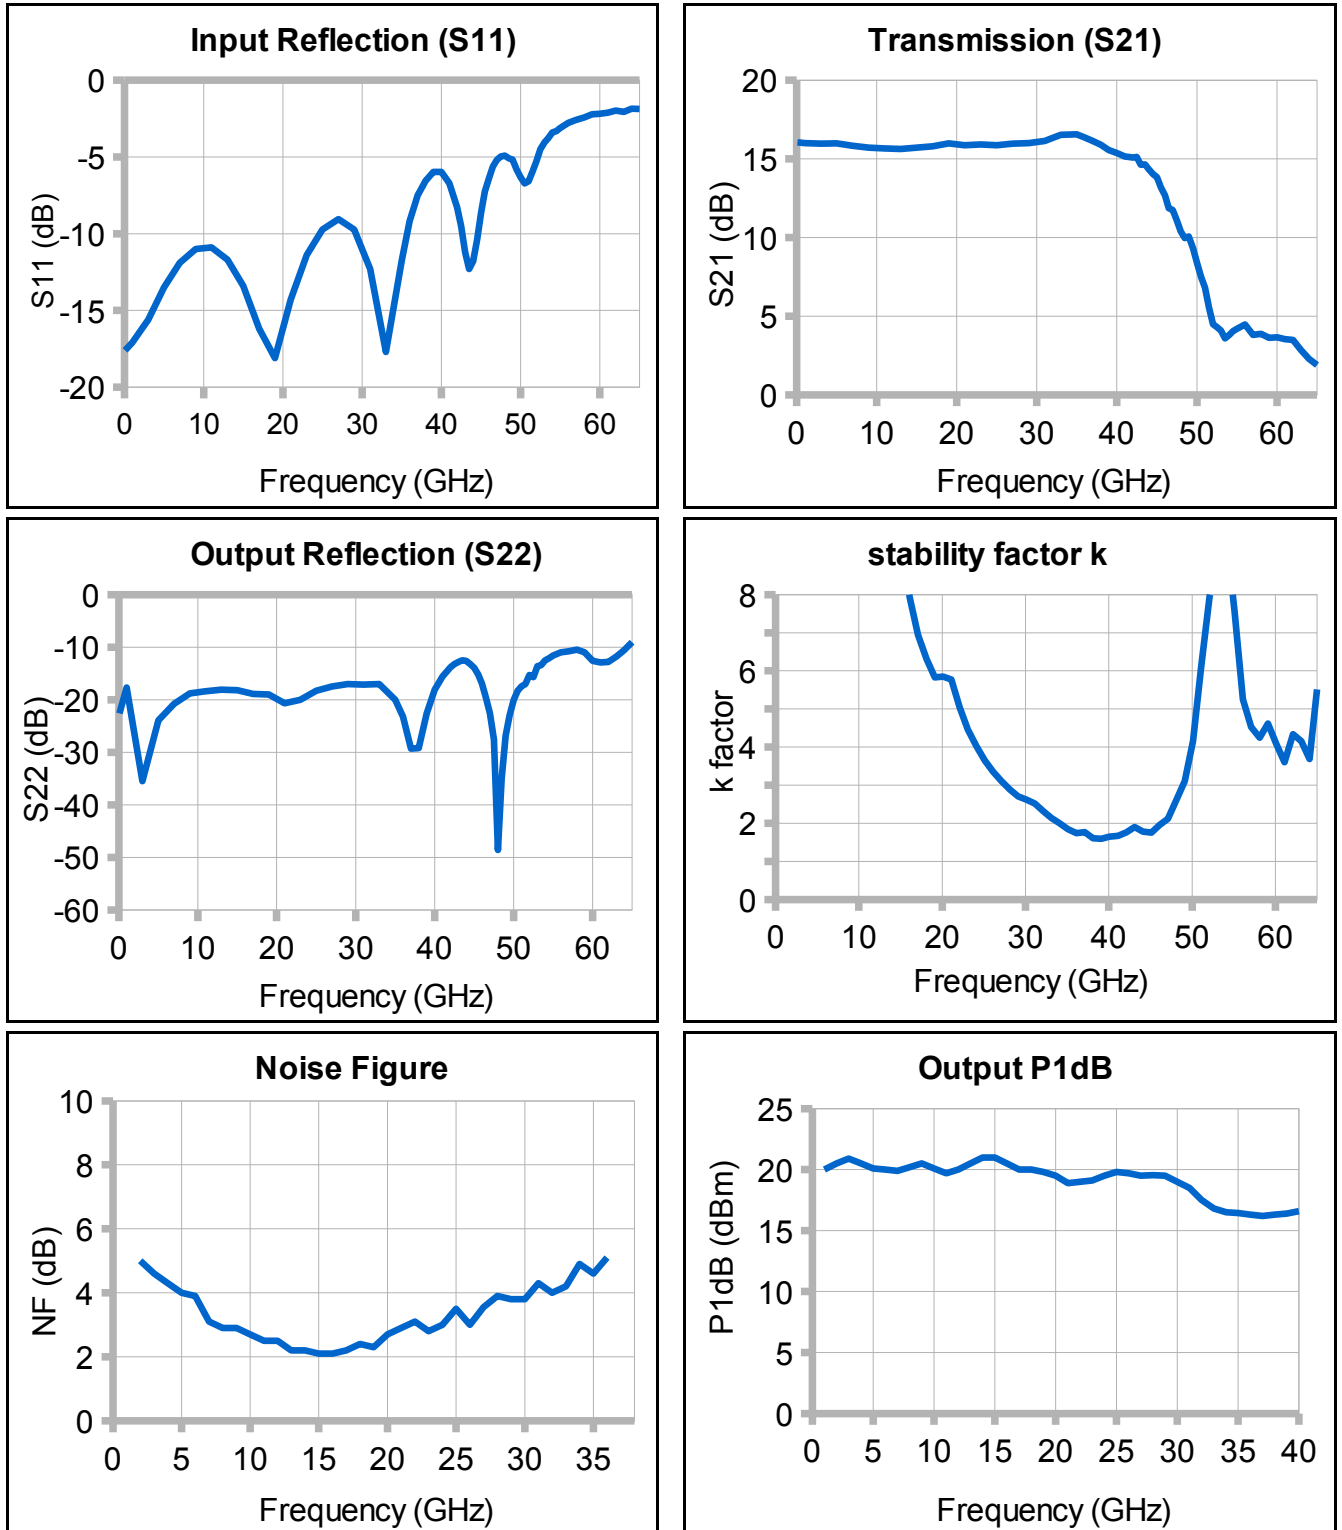 Input Reflection (S11)
0
-5
-10
-15
-20
S11 (dB)
0 10 20 30 40 50 60
Frequency (GHz)
Transmission (S21)
20
15
10
5
0
S21 (dB)
0 10 20 30 40 50 60
Frequency (GHz)
Output Reflection (S22)
0
-10
-20
-30
-40
-50
-60
S22 (dB)
0 10 20 30 40 50 60
Frequency (GHz)
stability factor k
8
6
4
2
0
k factor
0 10 20 30 40 50 60
Frequency (GHz)
Noise Figure
10
8
6
4
2
0
NF (dB)
0 5 10 15 20 25 30 35
Frequency (GHz)
Output P1dB
25
20
15
10
5
0
P1dB (dBm)
0 5 10 15 20 25 30 35 40
Frequency (GHz)